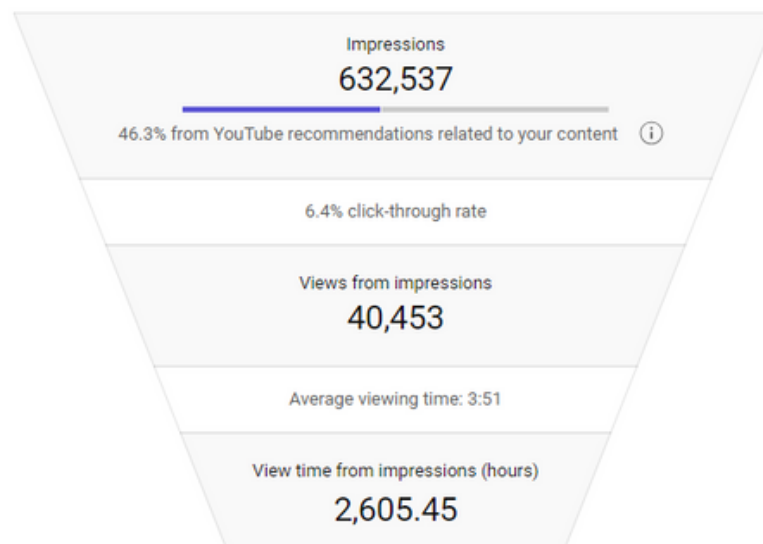 Impressions
632,537
46.3% from YouTube recommendations related to your content
6.4% click-through rate
Views from impressions
40,453
Average viewing time: 3:51
View time from impressions (hours)
2,605.45